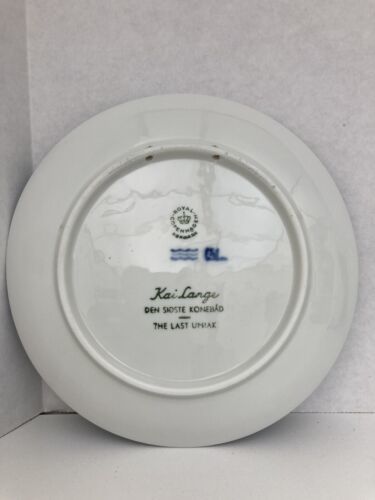 ROYAL
COPENHAGEN
DENMARK
Kai Lange
DEN SIDSTE KONEBÅD
THE LAST UMIAK